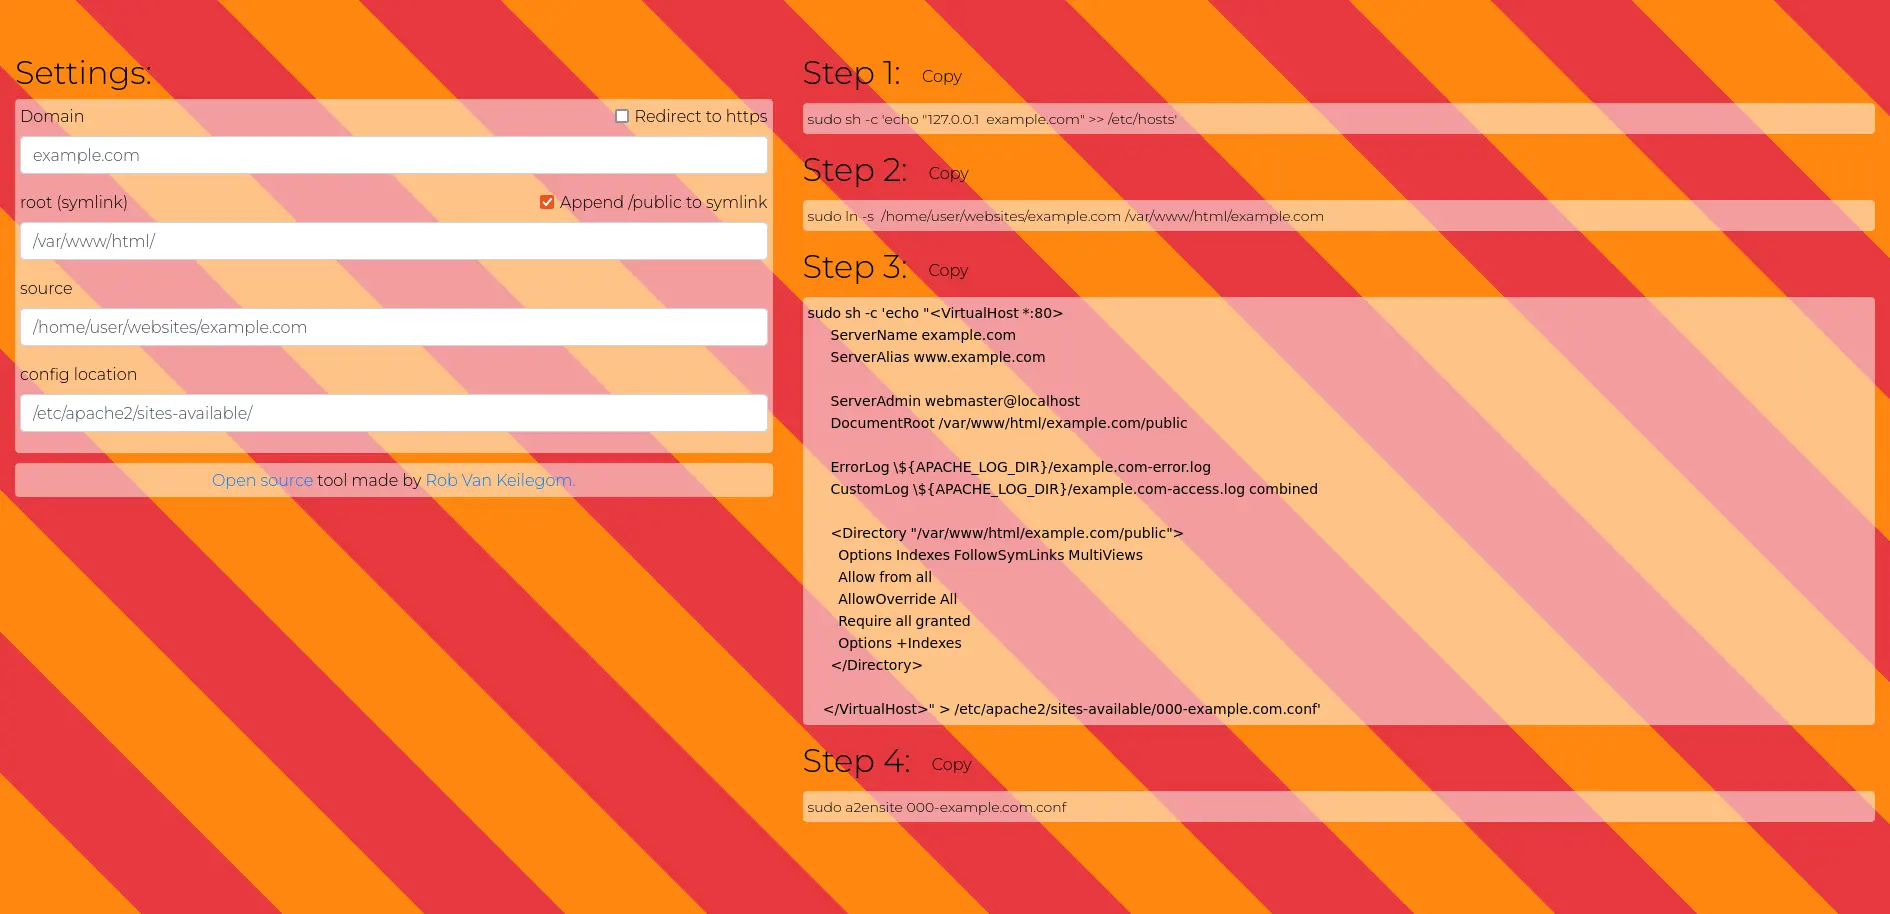 Settings:
Domain
Redirect to https
example.com
root (symlink)
Append /public to symlink
/var/www/html/
source
/home/user/websites/example.com
config location
/etc/apache2/sites-available/
Open source tool made by Rob Van Keilegom.
Step 1:
Copy
sudo sh -c 'echo "127.0.0.1  example.com" >> /etc/hosts'
Step 2:
Copy
sudo ln -s  /home/user/websites/example.com /var/www/html/example.com
Step 3:
Copy
sudo sh -c 'echo "<VirtualHost *:80>
ServerName example.com
ServerAlias www.example.com
ServerAdmin webmaster@localhost
DocumentRoot /var/www/html/example.com/public
ErrorLog \${APACHE_LOG_DIR}/example.com-error.log
CustomLog \${APACHE_LOG_DIR}/example.com-access.log combined
<Directory "/var/www/html/example.com/public">
Options Indexes FollowSymLinks MultiViews
Allow from all
AllowOverride All
Require all granted
Options +Indexes
</Directory>
</VirtualHost>" > /etc/apache2/sites-available/000-example.com.conf'
Step 4:
Copy
sudo a2ensite 000-example.com.conf